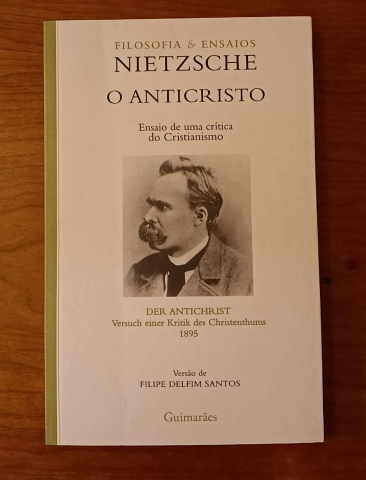 FILOSOFIA & ENSAIOS
NIETZSCHE
O ANTICRISTO
Ensaio de uma crítica
do Cristianismo
DER ANTICHRIST
Versuch einer Kritik des Christenthums
1895
Versão de
FILIPE DELFIM SANTOS
Guimarães